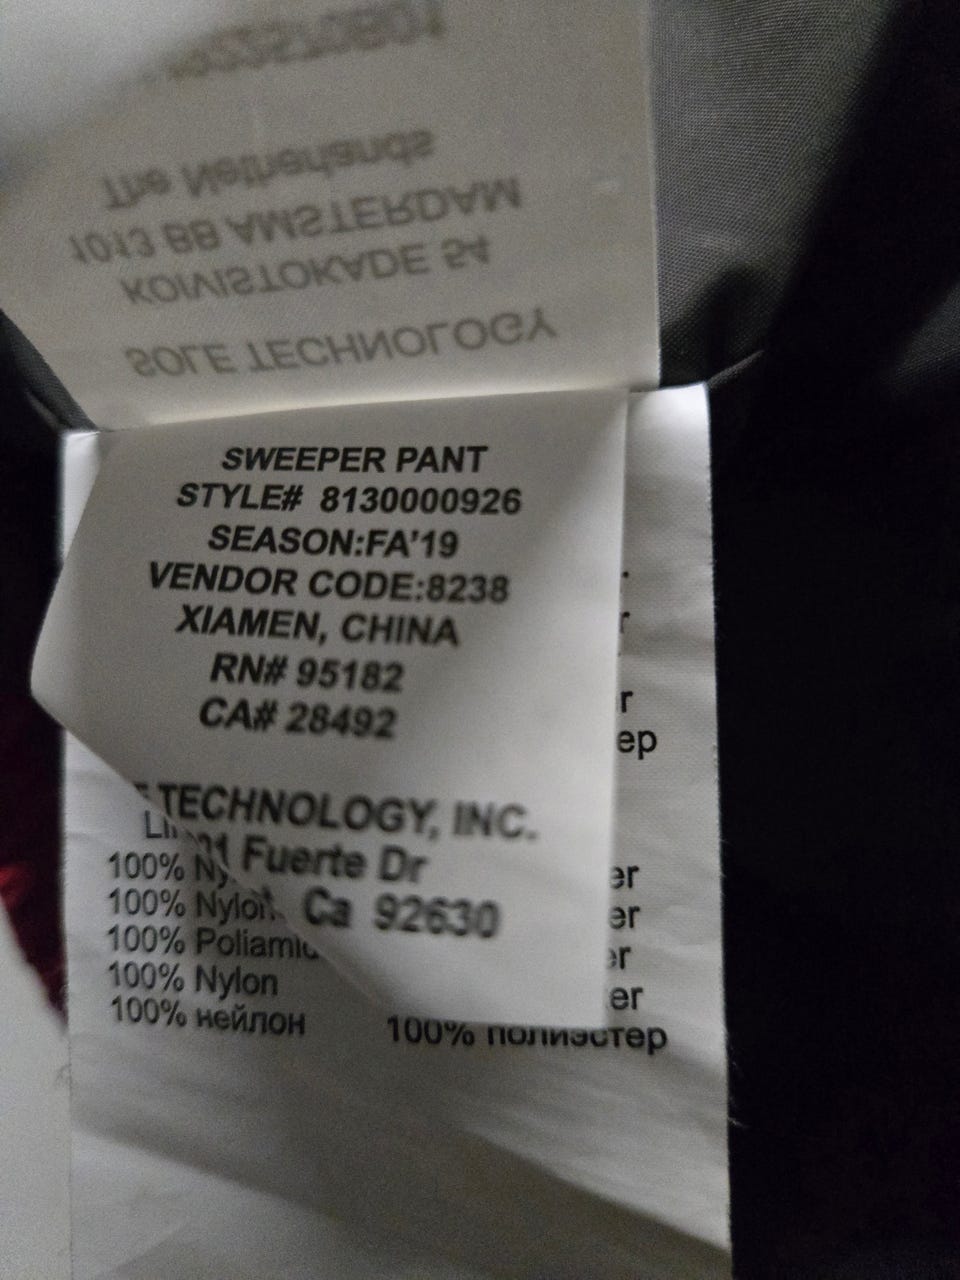 The Netherlands
1013 BB AMSTERDAM
KOIVISTOKADE 54
SOLE TECHNOLOGY
SWEEPER PANT
STYLE# 8130000926
SEASON:FA'19
VENDOR CODE:8238
XIAMEN, CHINA
RN# 95182
CA# 28492
TECHNOLOGY, INC.
Fuerte Dr
Ca 92630
100%
100% Nylon
100%
100% Nylon
100% нейлон
100% полиэстер